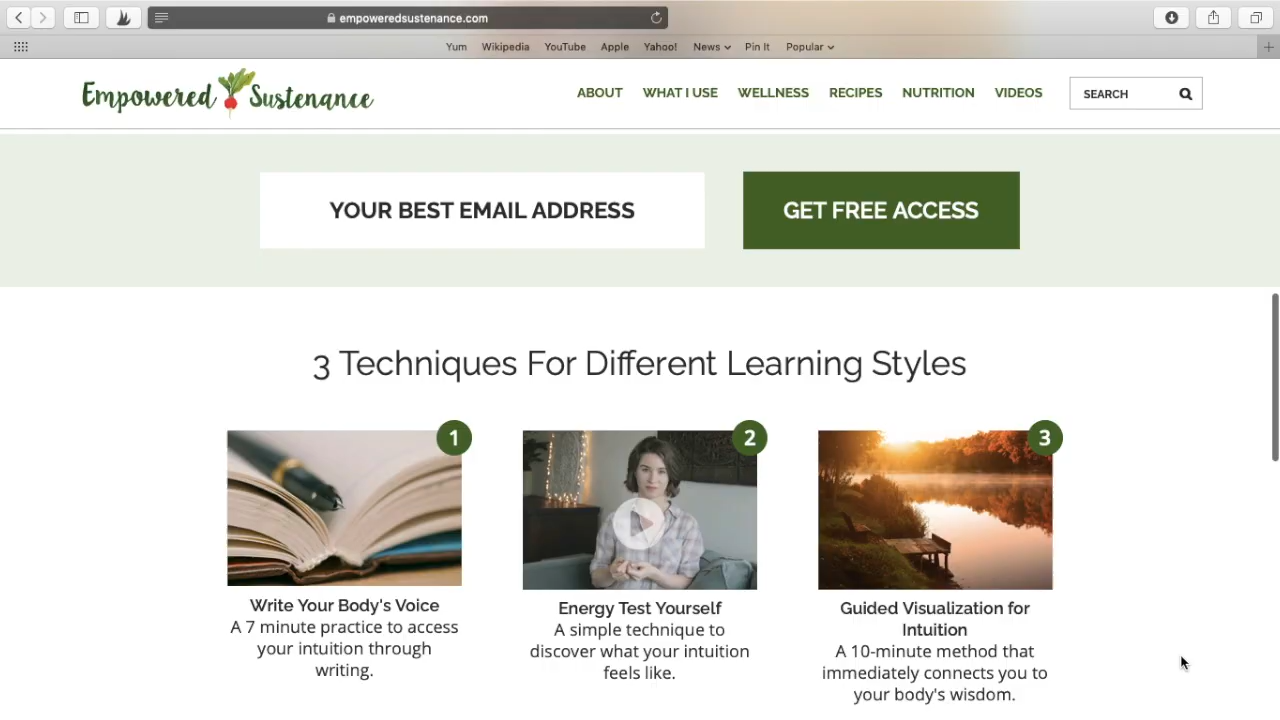 empoweredsustenance.com
Yum Wikipedia YouTube Apple Yahoo! News Pin It Popular
Empowered Sustenance
ABOUT WHAT I USE WELLNESS RECIPES NUTRITION VIDEOS SEARCH
YOUR BEST EMAIL ADDRESS GET FREE ACCESS
3 Techniques For Different Learning Styles
1
Write Your Body's Voice
A 7 minute practice to access
your intuition through
writing.
2
Energy Test Yourself
A simple technique to
discover what your intuition
feels like.
3
Guided Visualization for
Intuition
A 10-minute method that
immediately connects you to
your body's wisdom.